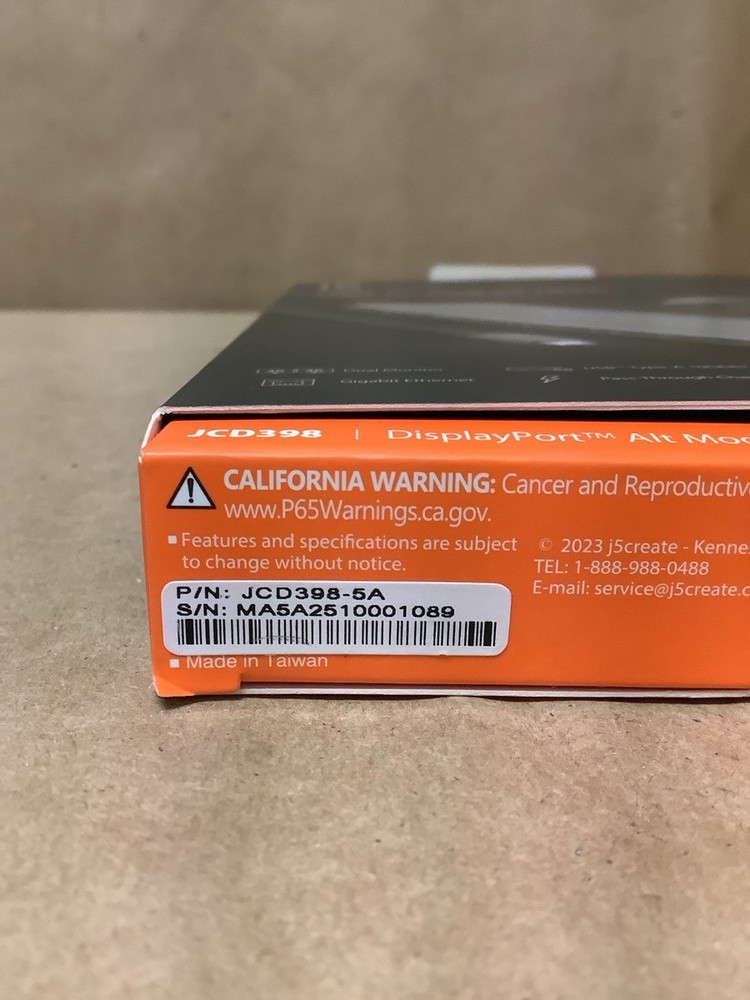 Dual Monitor
Gigabit Ethernet
JCD398 | DisplayPort™ Alt
CALIFORNIA WARNING: Cancer and Reproductive
www.P65Warnings.ca.gov.
Features and specifications are subject
to change without notice.
© 2023 j5create -
TEL: 1-888-988-0488
E-mail: service@j5create.c
P/N: JCD398-5A
S/N: MA5A2510001089
Made in Taiwan